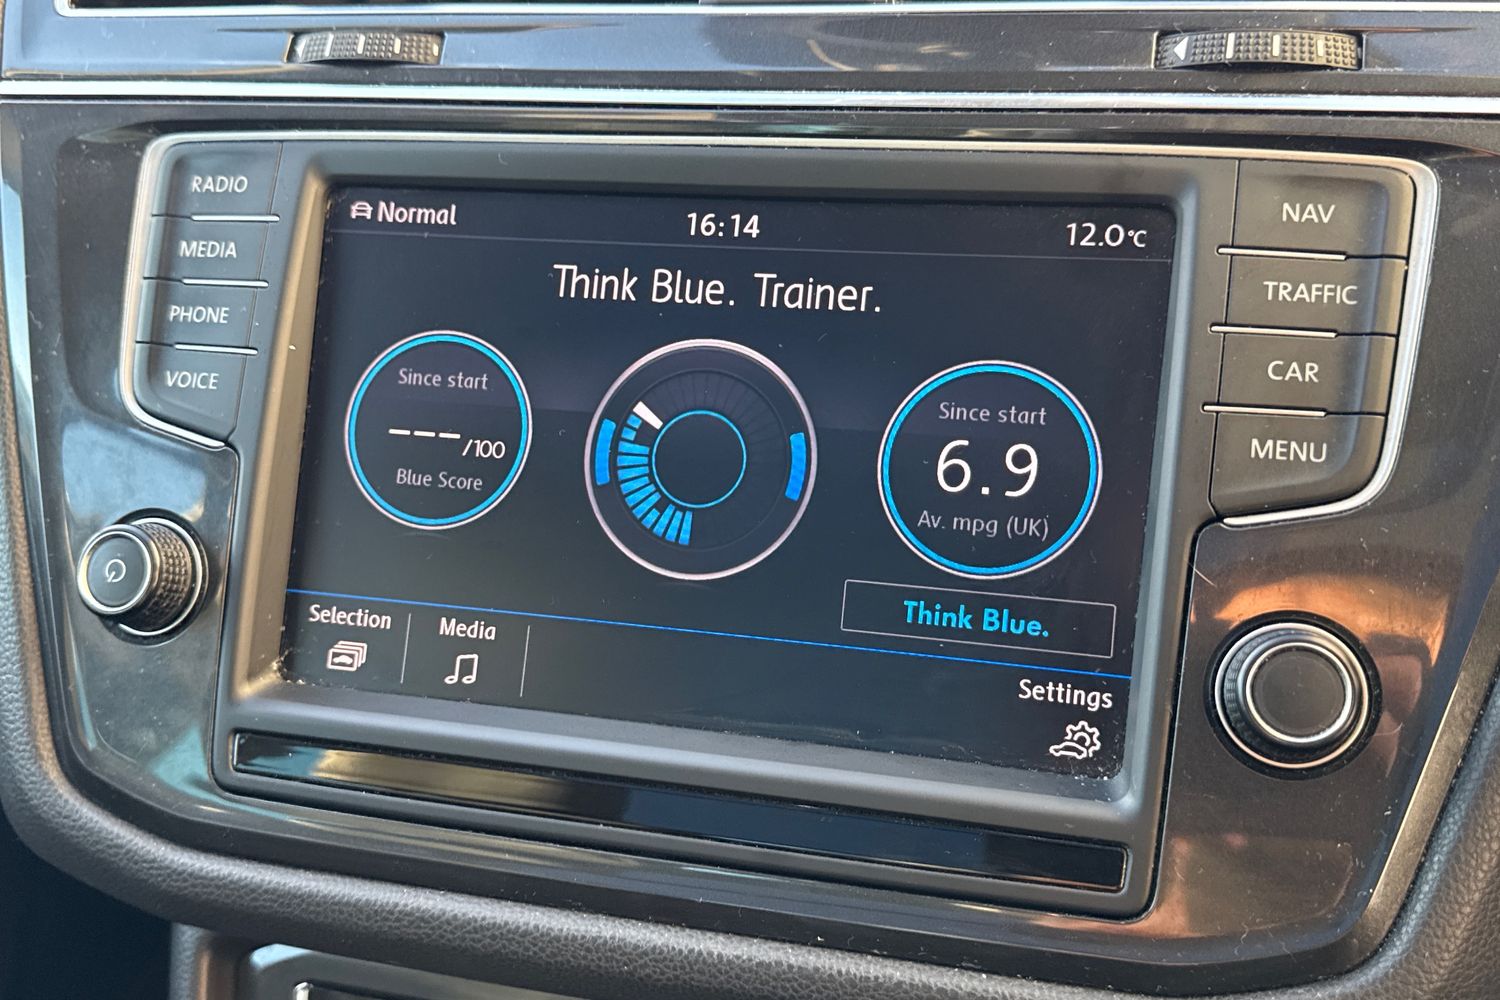 RADIO
MEDIA
PHONE
VOICE
Normal
16:14
12.0°C
Think Blue. Trainer.
Since start
---/100
Blue Score
Since start
6.9
Av. mpg (UK)
Think Blue.
Selection
Media
Settings
NAV
TRAFFIC
CAR
MENU